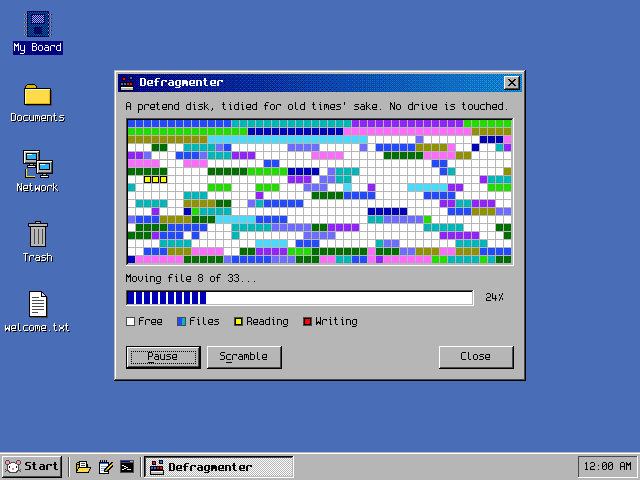 My Board
Documents
Network
Trash
welcome.txt
Defragmenter
A pretend disk, tidied for old times' sake. No drive is touched.
Moving file 8 of 33...
24%
Free Files Reading Writing
Pause Scramble Close
Start Defragmenter 12:00 AM